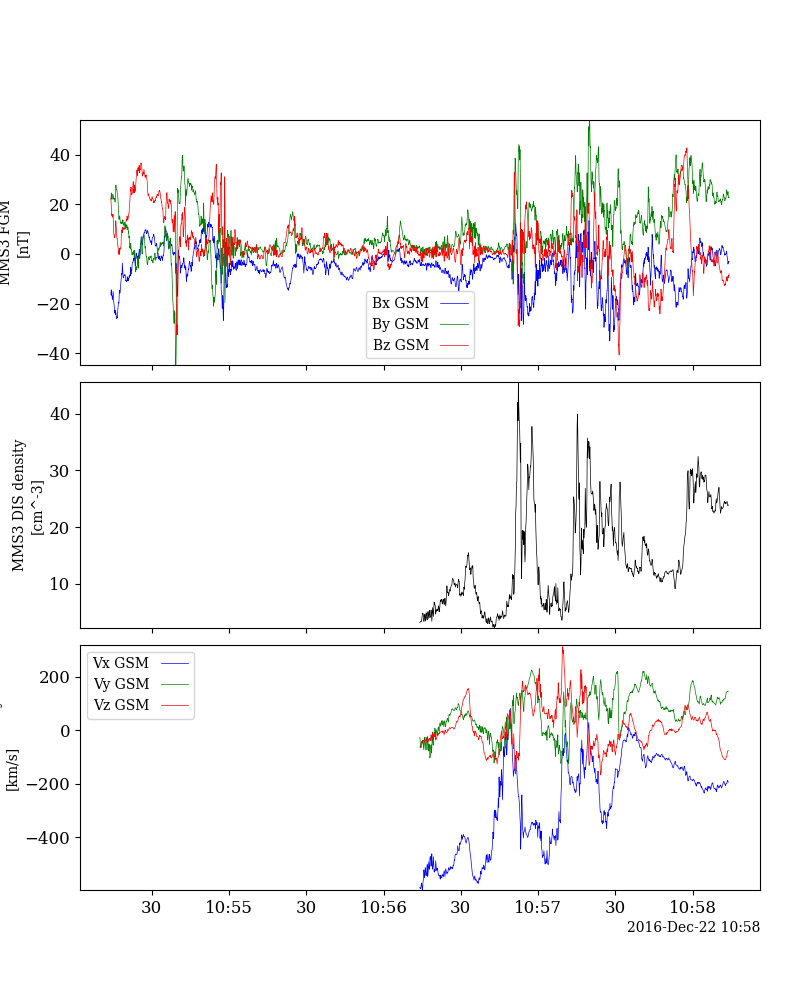 MMS3 FGM
[nT]
40
20
0
−20
−40
Bx GSM
By GSM
Bz GSM
MMS3 DIS density
[cm^-3]
40
30
20
10
[km/s]
200
0
−200
−400
Vx GSM
Vy GSM
Vz GSM
30
10:55
30
10:56
30
10:57
30
10:58
2016-Dec-22 10:58